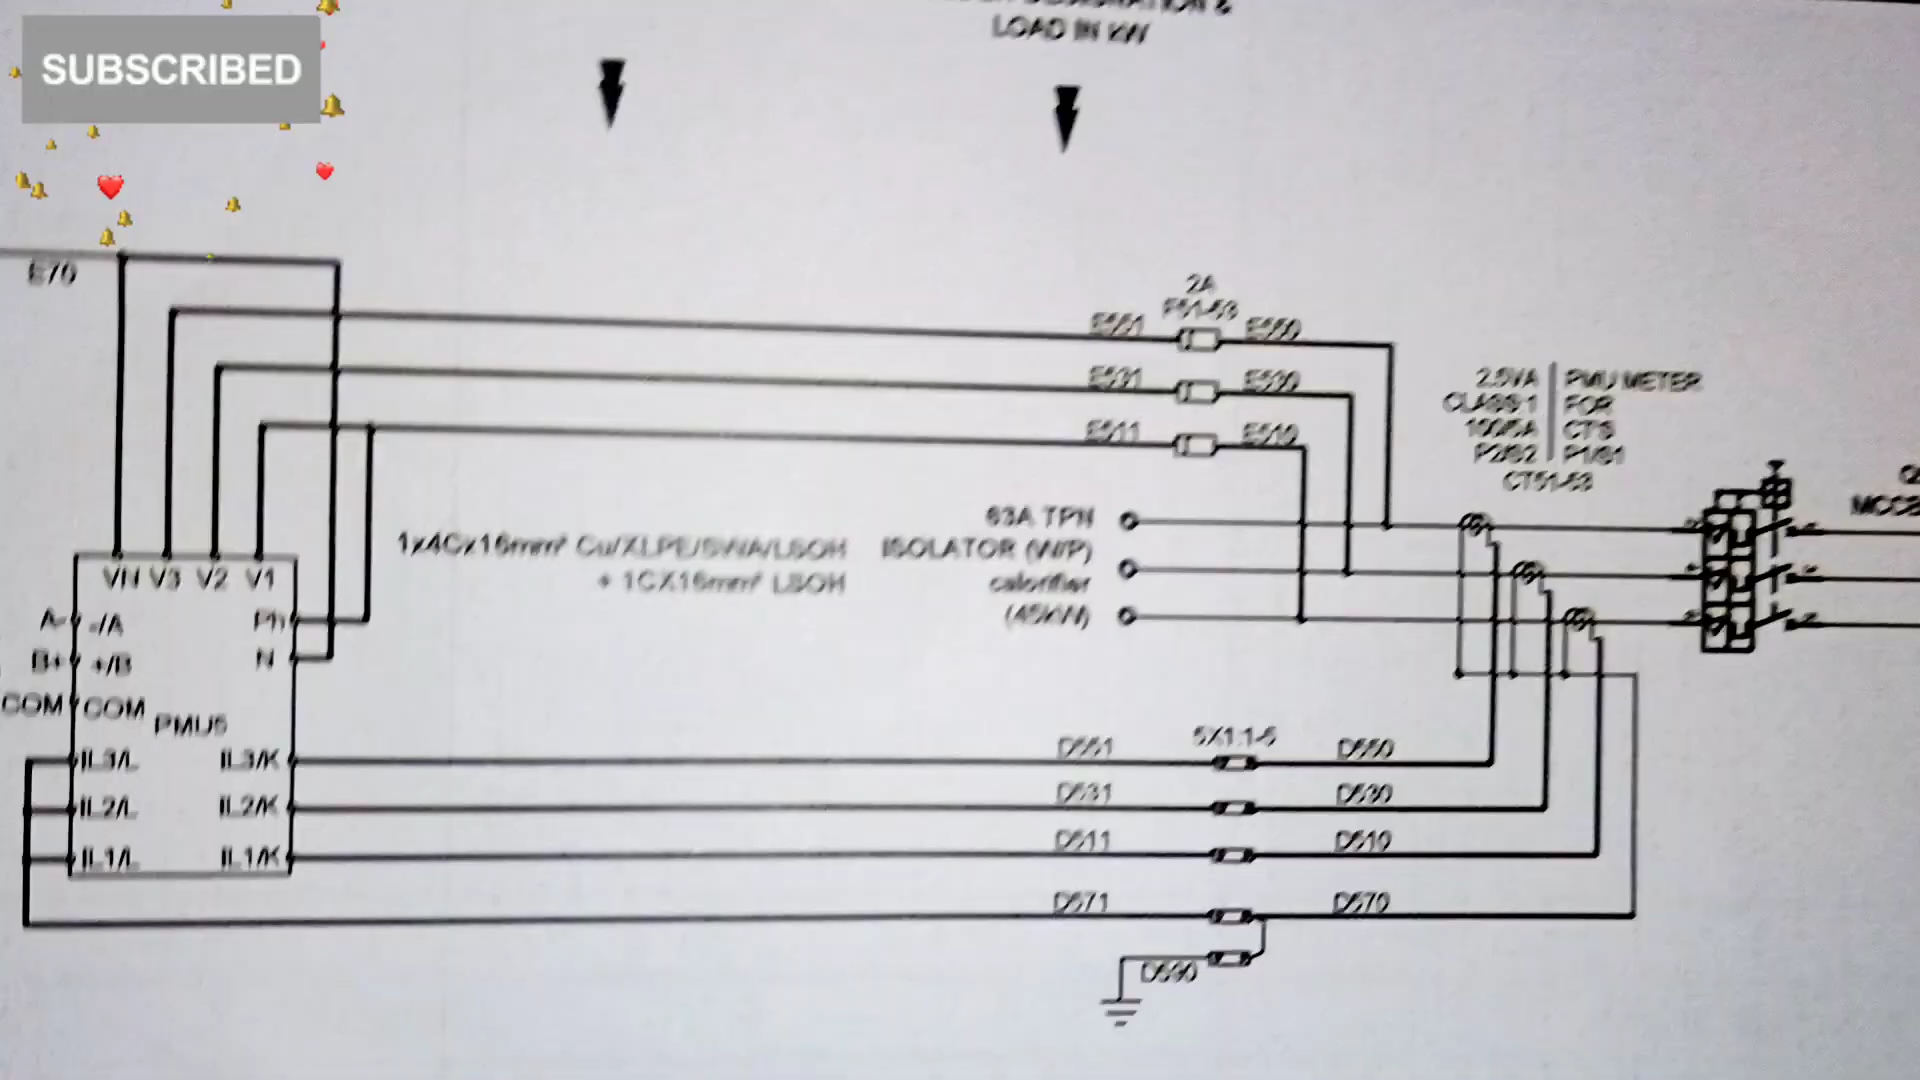 LOAD IN KW
SUBSCRIBED
E70
2A
F51-53
E551
E550
E531
E530
E511
E510
2.5VA
PMU METER
CLASS:1
FOR
100/5A
CTS
P2/S2
P1/S1
CT51-53
63A TPN
ISOLATOR (W/P)
calorifier
(45kW)
1x4Cx16mm² Cu/XLPE/SWA/LSOH
+ 1CX16mm² LSOH
VN V3 V2 V1
A- -/A
Ph
B+ +/B
N
COM COM
PMU5
IL3/L
IL3/K
IL2/L
IL2/K
IL1/L
IL1/K
D551
5X1:1-5
D550
D531
D530
D511
D510
D571
D570
D590